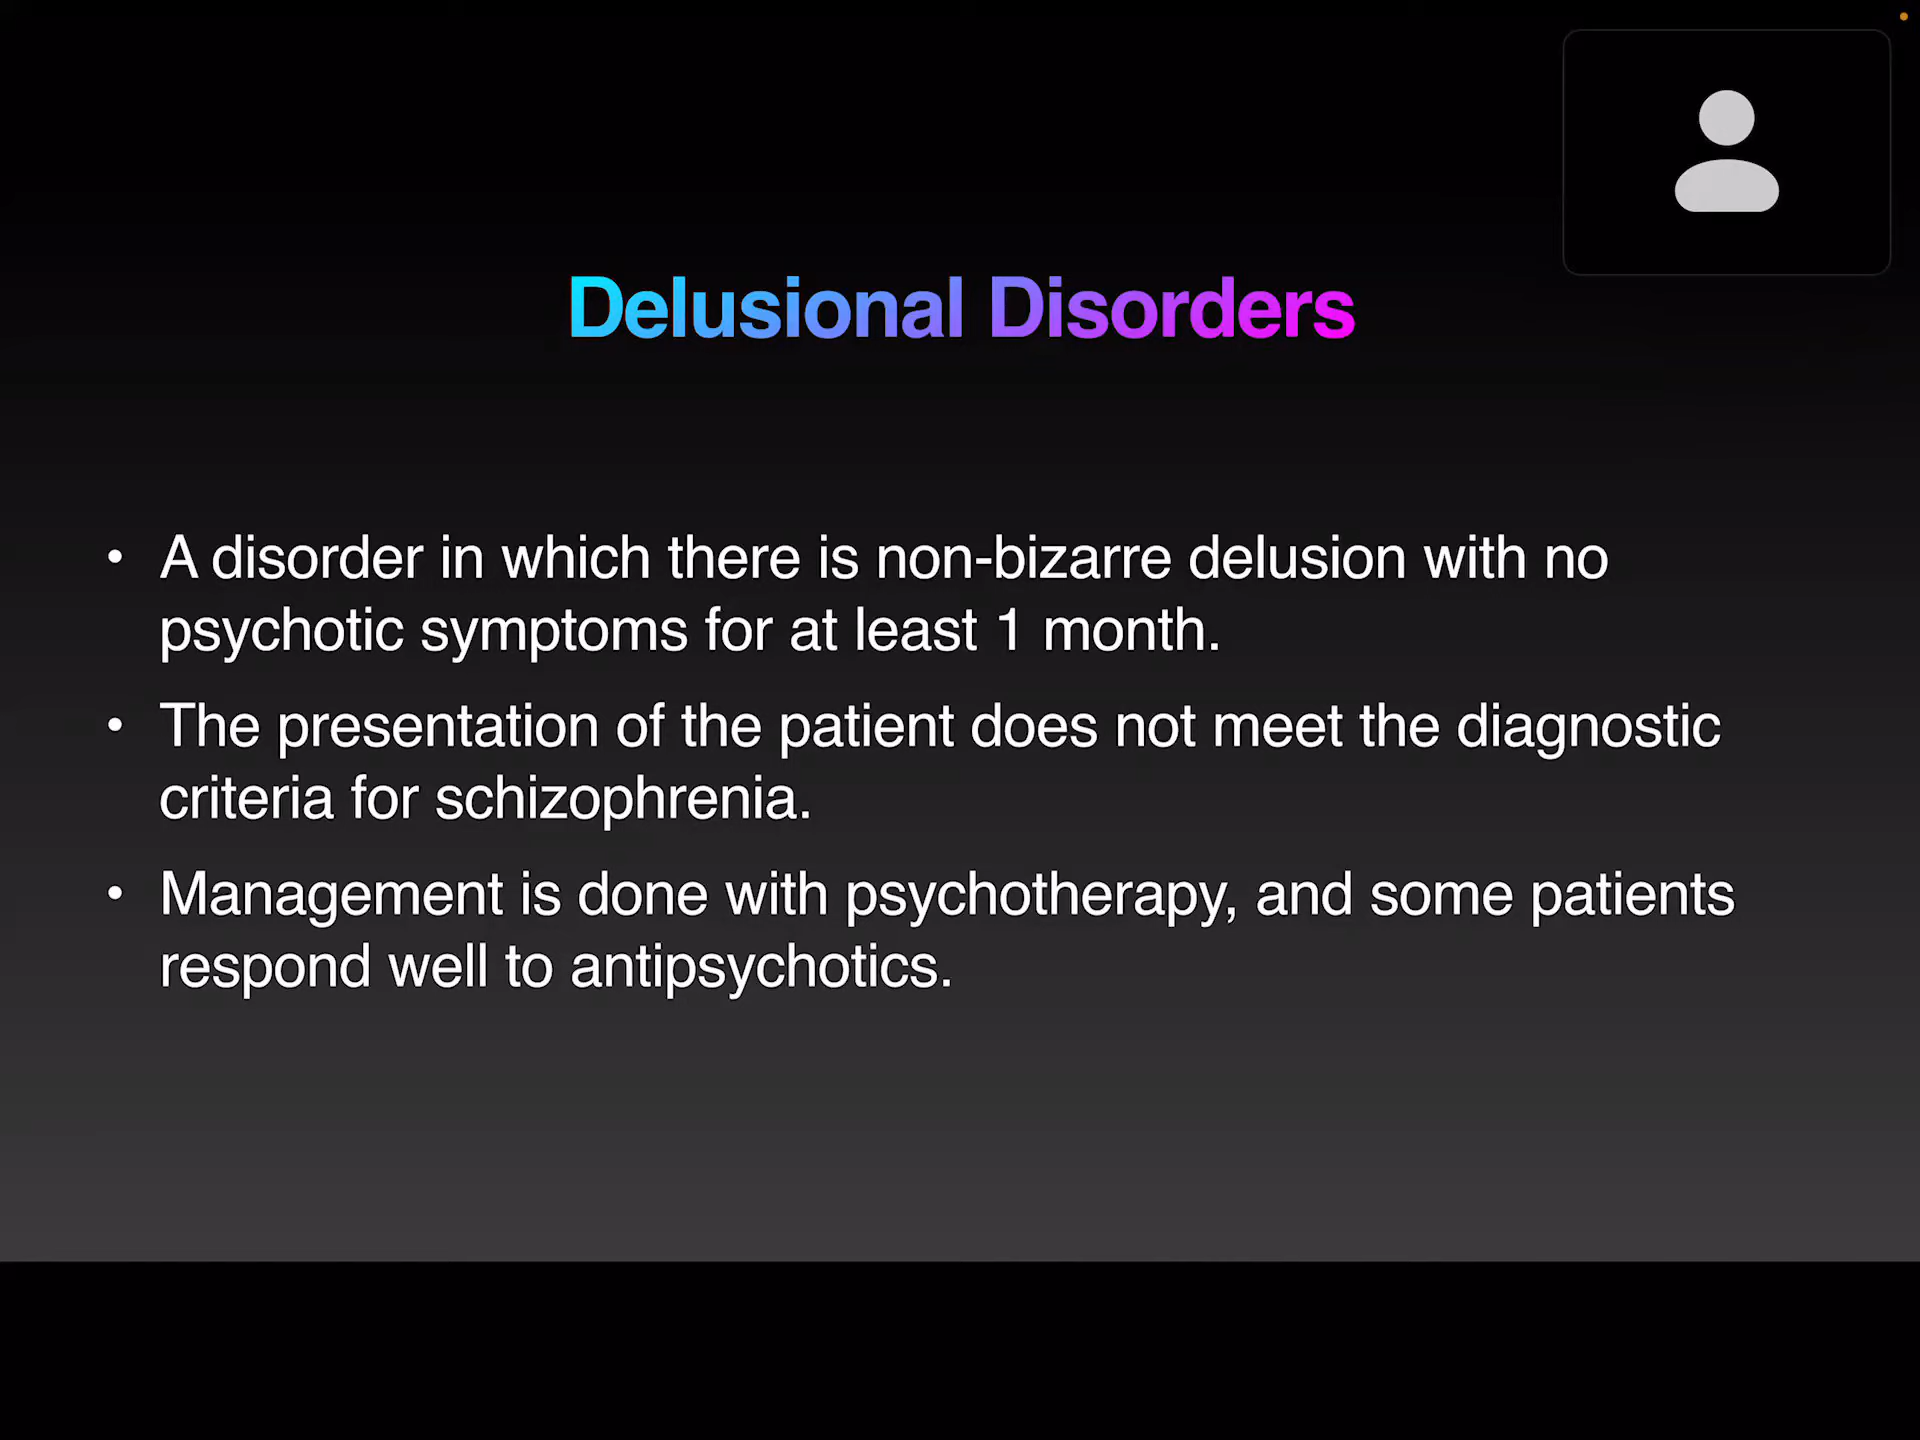 Delusional Disorders
• A disorder in which there is non-bizarre delusion with no
psychotic symptoms for at least 1 month.
• The presentation of the patient does not meet the diagnostic
criteria for schizophrenia.
• Management is done with psychotherapy, and some patients
respond well to antipsychotics.